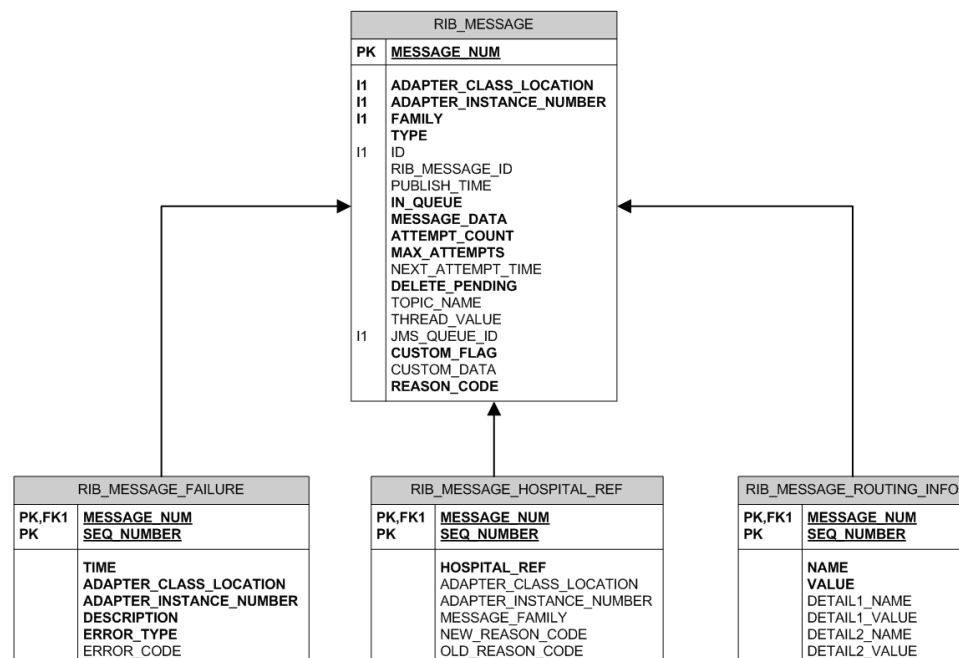 RIB_MESSAGE
PK MESSAGE_NUM
I1 ADAPTER_CLASS_LOCATION
I1 ADAPTER_INSTANCE_NUMBER
I1 FAMILY
TYPE
I1 ID
RIB_MESSAGE_ID
PUBLISH_TIME
IN_QUEUE
MESSAGE_DATA
ATTEMPT_COUNT
MAX_ATTEMPTS
NEXT_ATTEMPT_TIME
DELETE_PENDING
TOPIC_NAME
THREAD_VALUE
I1 JMS_QUEUE_ID
CUSTOM_FLAG
CUSTOM_DATA
REASON_CODE
RIB_MESSAGE_FAILURE
PK,FK1 MESSAGE_NUM
PK SEQ_NUMBER
TIME
ADAPTER_CLASS_LOCATION
ADAPTER_INSTANCE_NUMBER
DESCRIPTION
ERROR_TYPE
ERROR_CODE
RIB_MESSAGE_HOSPITAL_REF
PK,FK1 MESSAGE_NUM
PK SEQ_NUMBER
HOSPITAL_REF
ADAPTER_CLASS_LOCATION
ADAPTER_INSTANCE_NUMBER
MESSAGE_FAMILY
NEW_REASON_CODE
OLD_REASON_CODE
RIB_MESSAGE_ROUTING_INFO
PK,FK1 MESSAGE_NUM
PK SEQ_NUMBER
NAME
VALUE
DETAIL1_NAME
DETAIL1_VALUE
DETAIL2_NAME
DETAIL2_VALUE